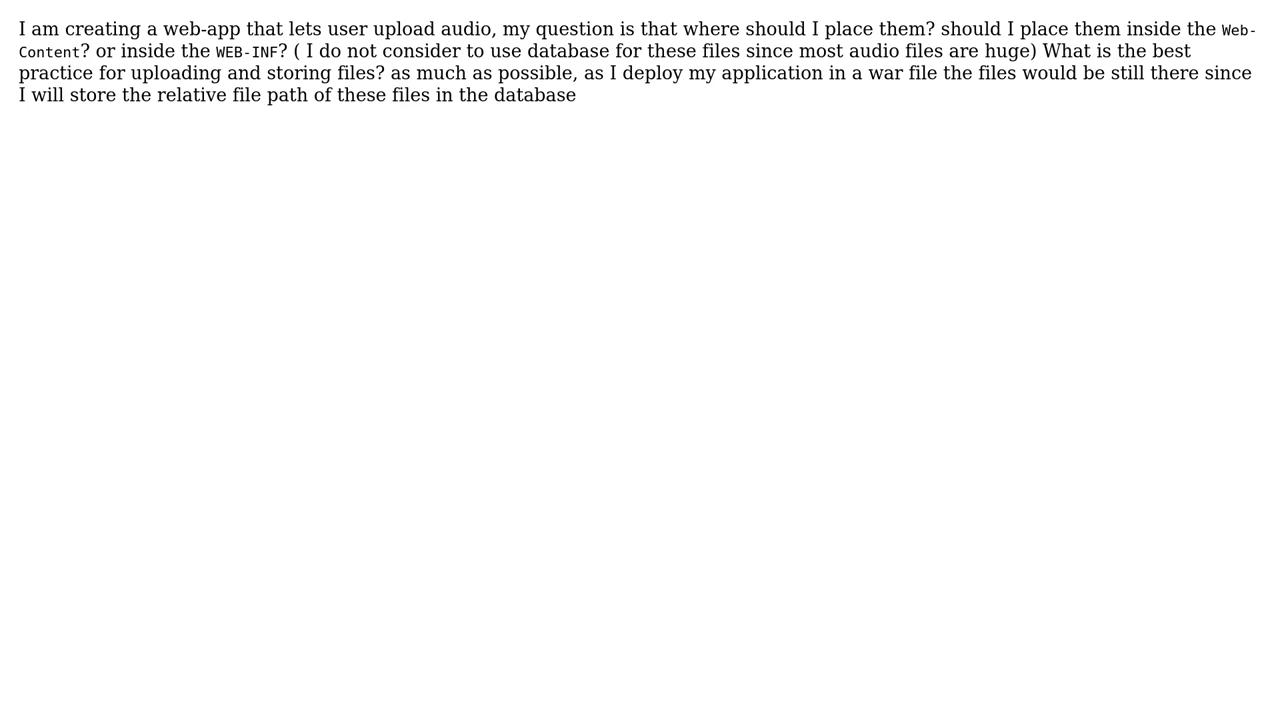 I am creating a web-app that lets user upload audio, my question is that where should I place them? should I place them inside the Web-
Content? or inside the WEB-INF? ( I do not consider to use database for these files since most audio files are huge) What is the best
practice for uploading and storing files? as much as possible, as I deploy my application in a war file the files would be still there since
I will store the relative file path of these files in the database